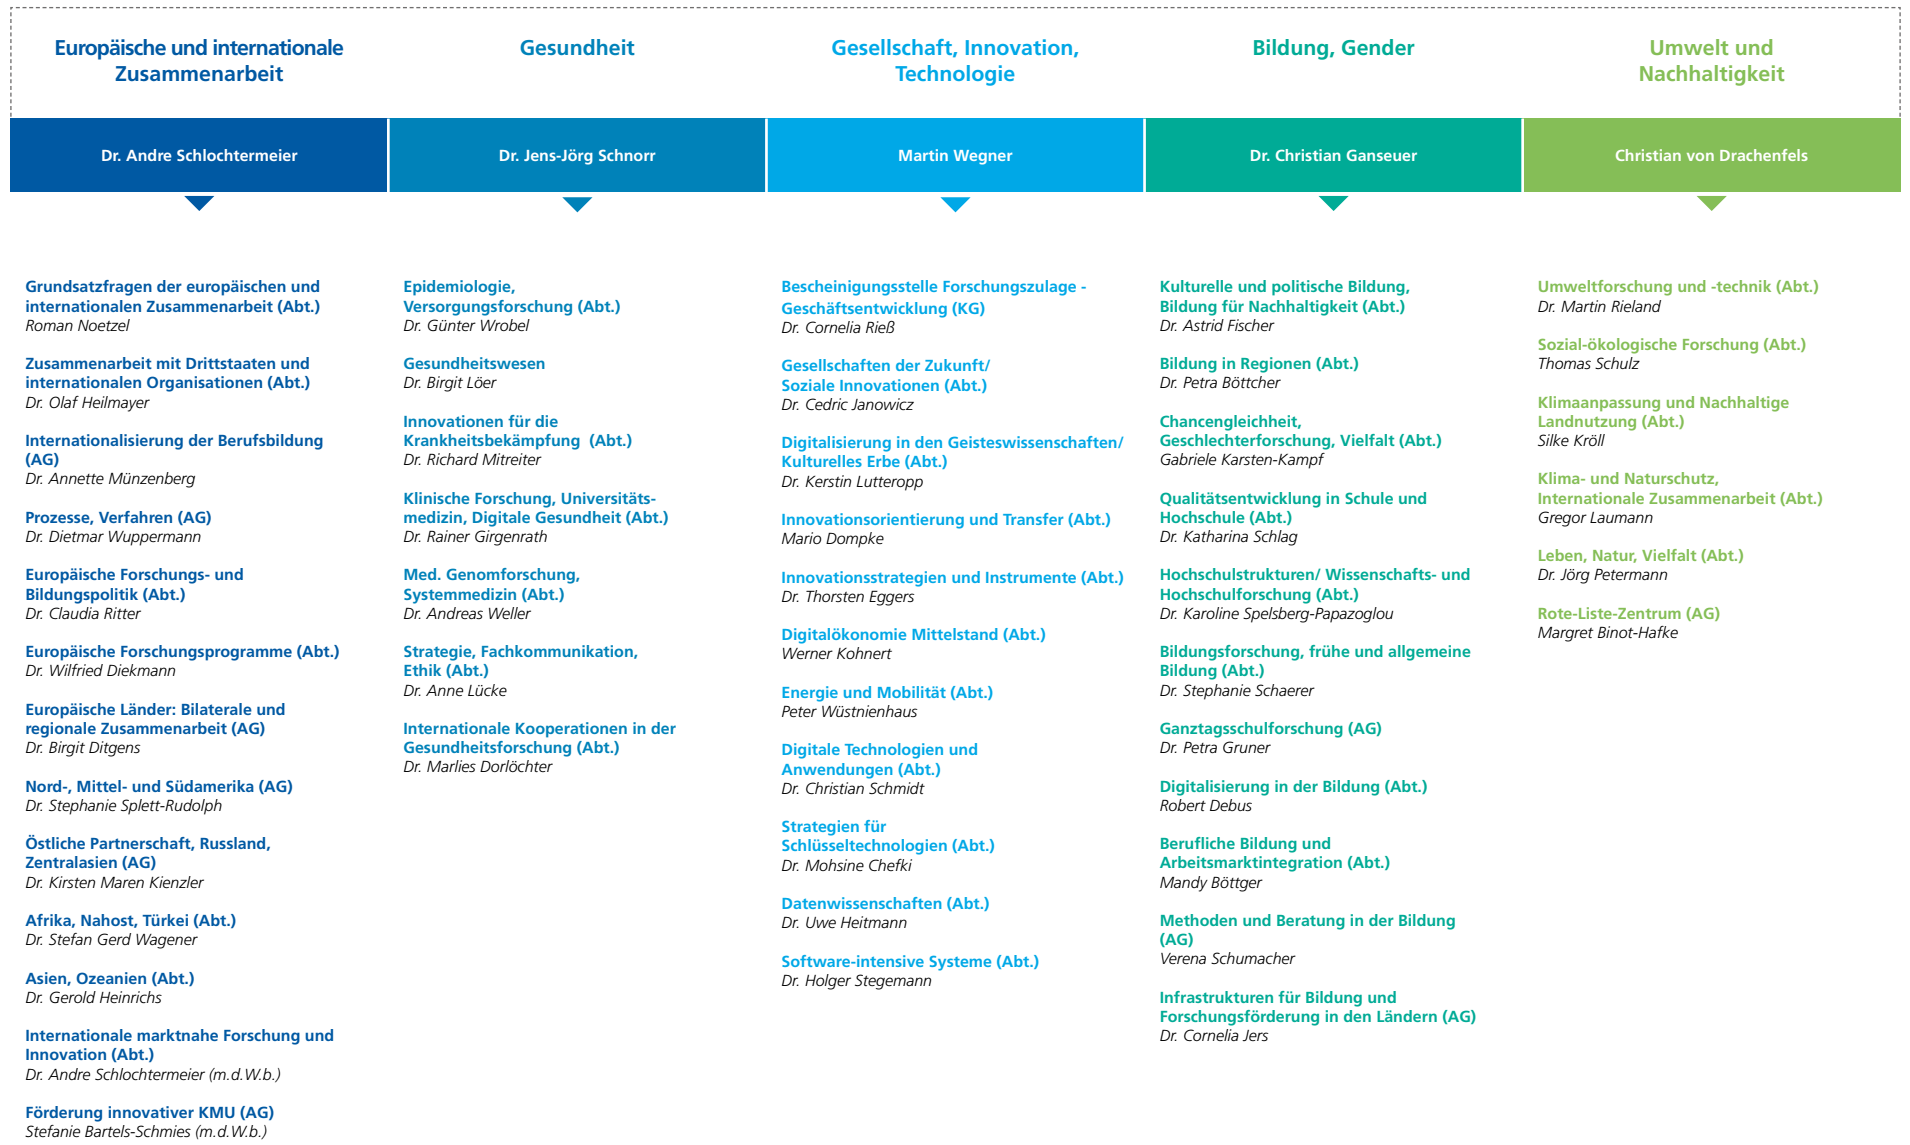 Europäische und internationale
Zusammenarbeit
Dr. Andre Schlochtermeier
Grundsatzfragen der europäischen und
internationalen Zusammenarbeit (Abt.)
Roman Noetzel
Zusammenarbeit mit Drittstaaten und
internationalen Organisationen (Abt.)
Dr. Olaf Heilmayer
Internationalisierung der Berufsbildung
(AG)
Dr. Annette Münzenberg
Prozesse, Verfahren (AG)
Dr. Dietmar Wuppermann
Europäische Forschungs- und
Bildungspolitik (Abt.)
Dr. Claudia Ritter
Europäische Forschungsprogramme (Abt.)
Dr. Wilfried Diekmann
Europäische Länder: Bilaterale und
regionale Zusammenarbeit (AG)
Dr. Birgit Ditgens
Nord-, Mittel- und Südamerika (AG)
Dr. Stephanie Splett-Rudolph
Östliche Partnerschaft, Russland,
Zentralasien (AG)
Dr. Kirsten Maren Kienzler
Afrika, Nahost, Türkei (Abt.)
Dr. Stefan Gerd Wagener
Asien, Ozeanien (Abt.)
Dr. Gerold Heinrichs
Internationale marktnahe Forschung und
Innovation (Abt.)
Dr. Andre Schlochtermeier (m.d.W.b.)
Förderung innovativer KMU (AG)
Stefanie Bartels-Schmies (m.d.W.b.)
Gesundheit
Dr. Jens-Jörg Schnorr
Epidemiologie,
Versorgungsforschung (Abt.)
Dr. Günter Wrobel
Gesundheitswesen
Dr. Birgit Löer
Innovationen für die
Krankheitsbekämpfung (Abt.)
Dr. Richard Mitreiter
Klinische Forschung, Universitäts-
medizin, Digitale Gesundheit (Abt.)
Dr. Rainer Girgenrath
Med. Genomforschung,
Systemmedizin (Abt.)
Dr. Andreas Weller
Strategie, Fachkommunikation,
Ethik (Abt.)
Dr. Anne Lücke
Internationale Kooperationen in der
Gesundheitsforschung (Abt.)
Dr. Marlies Dorlöchter
Gesellschaft, Innovation,
Technologie
Martin Wegner
Bescheinigungsstelle Forschungszulage -
Geschäftsentwicklung (KG)
Dr. Cornelia Rieß
Gesellschaften der Zukunft/
Soziale Innovationen (Abt.)
Dr. Cedric Janowicz
Digitalisierung in den Geisteswissenschaften/
Kulturelles Erbe (Abt.)
Dr. Kerstin Lutteropp
Innovationsorientierung und Transfer (Abt.)
Mario Dompke
Innovationsstrategien und Instrumente (Abt.)
Dr. Thorsten Eggers
Digitalökonomie Mittelstand (Abt.)
Werner Kohnert
Energie und Mobilität (Abt.)
Peter Wüstnienhaus
Digitale Technologien und
Anwendungen (Abt.)
Dr. Christian Schmidt
Strategien für
Schlüsseltechnologien (Abt.)
Dr. Mohsine Chefki
Datenwissenschaften (Abt.)
Dr. Uwe Heitmann
Software-intensive Systeme (Abt.)
Dr. Holger Stegemann
Bildung, Gender
Dr. Christian Ganseuer
Kulturelle und politische Bildung,
Bildung für Nachhaltigkeit (Abt.)
Dr. Astrid Fischer
Bildung in Regionen (Abt.)
Dr. Petra Böttcher
Chancengleichheit,
Geschlechterforschung, Vielfalt (Abt.)
Gabriele Karsten-Kampf
Qualitätsentwicklung in Schule und
Hochschule (Abt.)
Dr. Katharina Schlag
Hochschulstrukturen/ Wissenschafts- und
Hochschulforschung (Abt.)
Dr. Karoline Spelsberg-Papazoglou
Bildungsforschung, frühe und allgemeine
Bildung (Abt.)
Dr. Stephanie Schaerer
Ganztagsschulforschung (AG)
Dr. Petra Gruner
Digitalisierung in der Bildung (Abt.)
Robert Debus
Berufliche Bildung und
Arbeitsmarktintegration (Abt.)
Mandy Böttger
Methoden und Beratung in der Bildung
(AG)
Verena Schumacher
Infrastrukturen für Bildung und
Forschungsförderung in den Ländern (AG)
Dr. Cornelia Jers
Umwelt und
Nachhaltigkeit
Christian von Drachenfels
Umweltforschung und -technik (Abt.)
Dr. Martin Rieland
Sozial-ökologische Forschung (Abt.)
Thomas Schulz
Klimaanpassung und Nachhaltige
Landnutzung (Abt.)
Silke Kröll
Klima- und Naturschutz,
Internationale Zusammenarbeit (Abt.)
Gregor Laumann
Leben, Natur, Vielfalt (Abt.)
Dr. Jörg Petermann
Rote-Liste-Zentrum (AG)
Margret Binot-Hafke